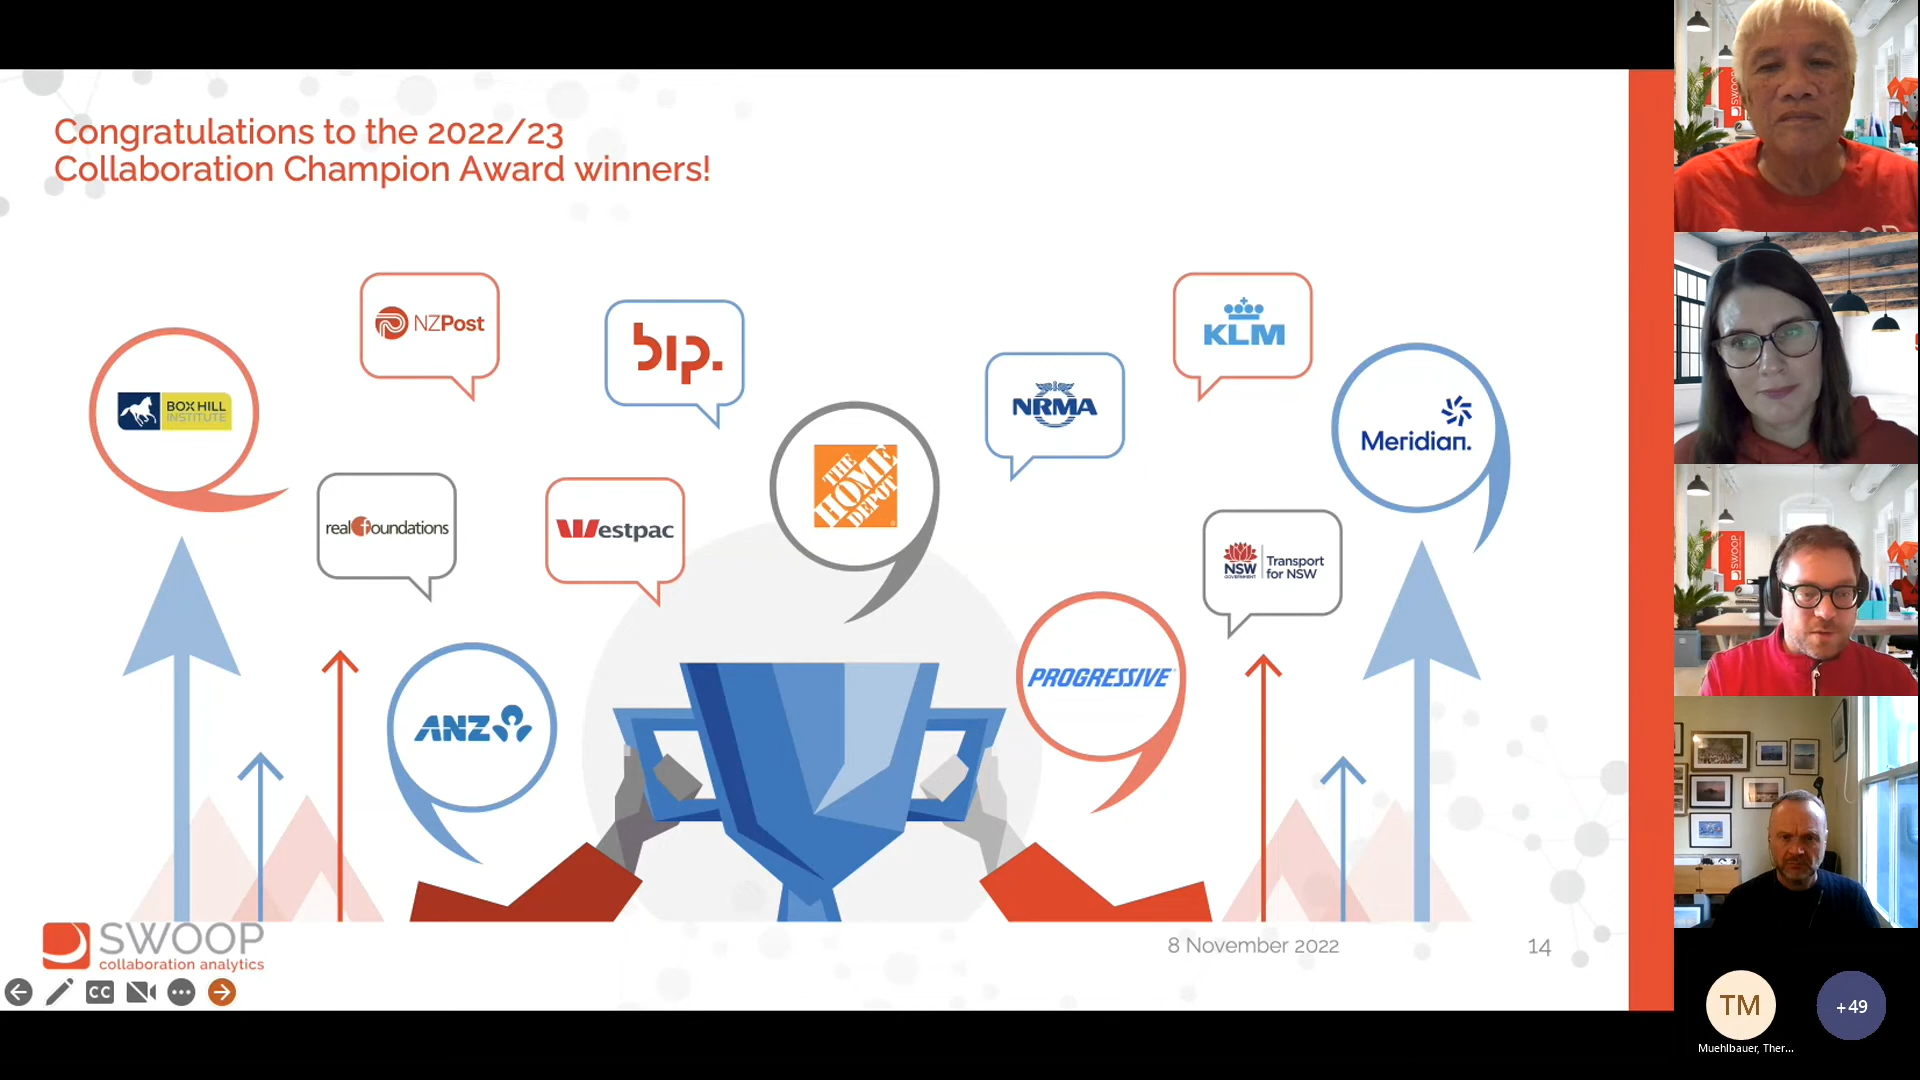 Congratulations to the 2022/23
Collaboration Champion Award winners!
NZPost
bip.
KLM
BOX HILL
INSTITUTE
NRMA
Meridian.
THE
HOME
DEPOT
realfoundations
Westpac
NSW
GOVERNMENT
Transport
for NSW
PROGRESSIVE
ANZ
SWOOP
collaboration analytics
8 November 2022
14
CC
SWOOP
SWOOP
TM
+49
Muehlbauer, Ther...